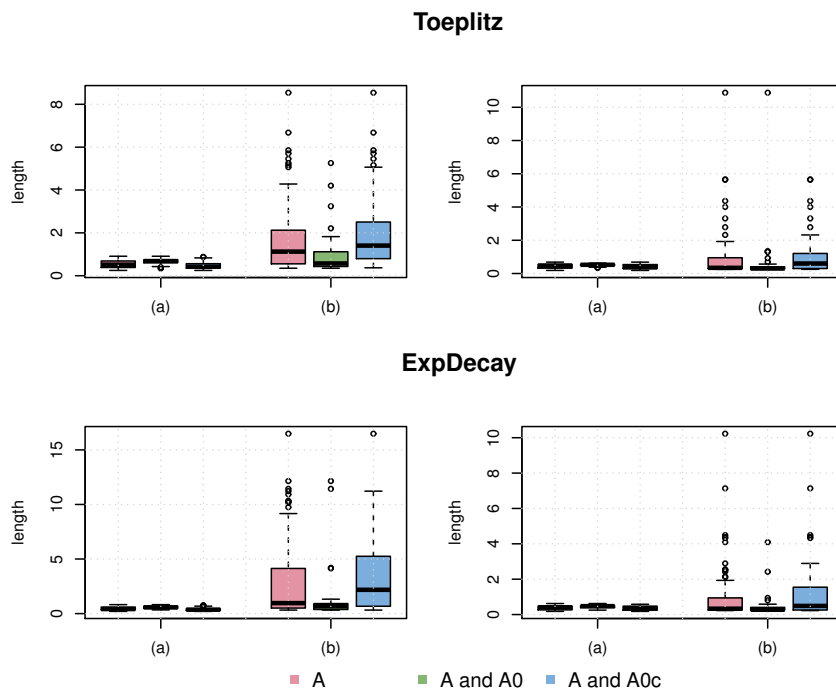 Toeplitz
length
8
6
4
2
0
(a)
(b)
length
10
8
6
4
2
0
(a)
(b)
ExpDecay
length
15
10
5
0
(a)
(b)
length
10
8
6
4
2
0
(a)
(b)
A
A and A0
A and A0c